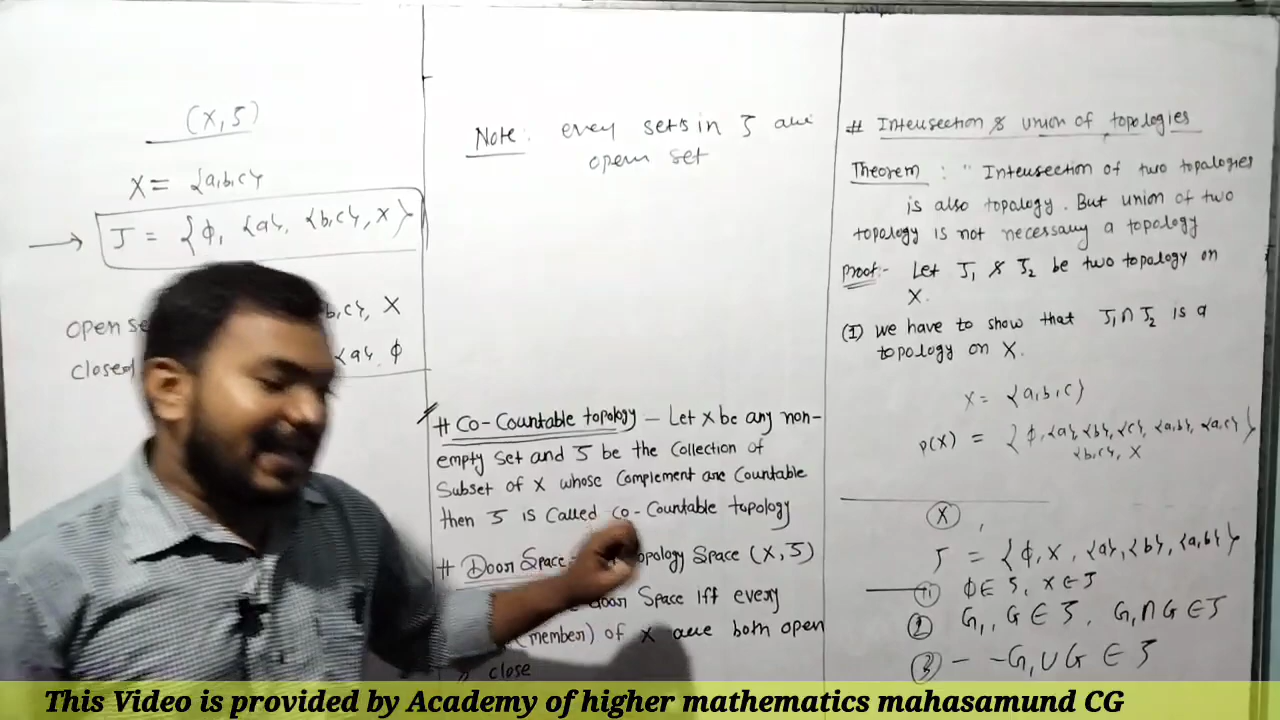 (X, J)
X = {a,b,c}
J = {φ, {a}, {b,c}, X}
open se b,c}, X
closed {a}, φ
Note: every sets in J are
open set
# Co-Countable topology – Let X be any non-
empty set and J be the Collection of
Subset of X whose Complement are Countable
then J is Called Co-Countable topology
# Door Space - topology Space (X, J)
door Space iff every
(member) of X are both open
close
# Intersection & union of topologies
Theorem : " Intersection of two topalogies
is also topology. But union of two
topology is not necessary a topology
Proof:- Let J₁ & J₂ be two topology on
X.
(I) we have to show that J₁ ∩ J₂ is a
topology on X.
X = {a,b,c}
P(X) = {φ, {a}, {b}, {c}, {a,b}, {a,c}
{b,c}, X }
(X) ,
J = {φ, X, {a}, {b}, {a,b}}
(1) φ ∈ J, X ∈ J
(2) G₁, G ∈ J, G₁ ∩ G ∈ J
(3) - - G₁ ∪ G ∈ J
This Video is provided by Academy of higher mathematics mahasamund CG